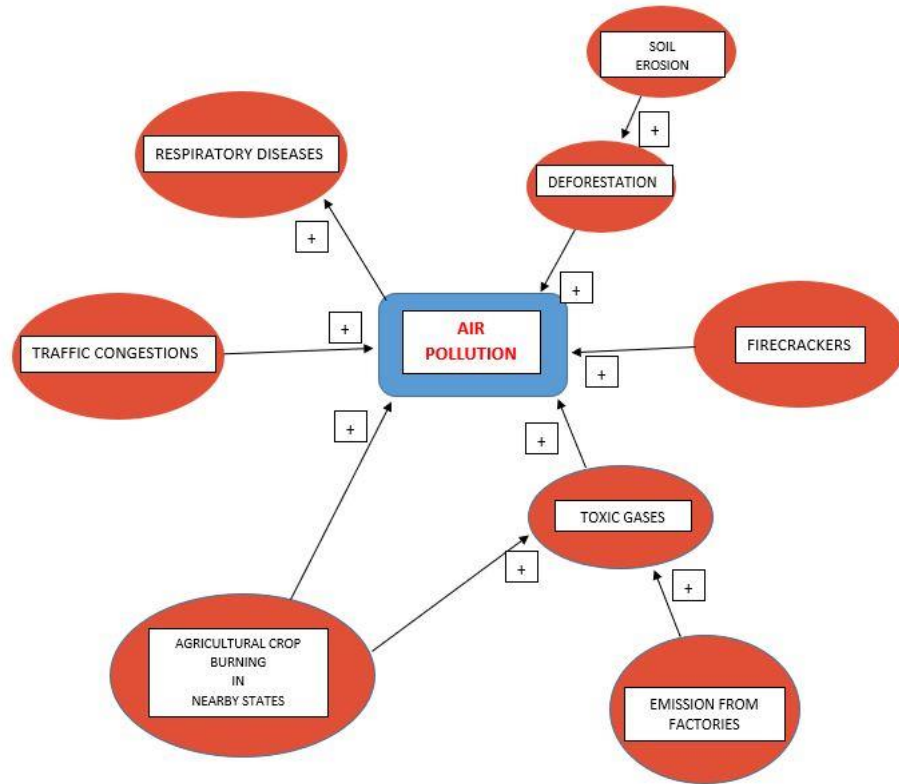 SOIL
EROSION
+
RESPIRATORY DISEASES
DEFORESTATION
+
+
AIR
POLLUTION
TRAFFIC CONGESTIONS
+
FIRECRACKERS
+
+
+
TOXIC GASES
+
+
AGRICULTURAL CROP
BURNING
IN
NEARBY STATES
EMISSION FROM
FACTORIES